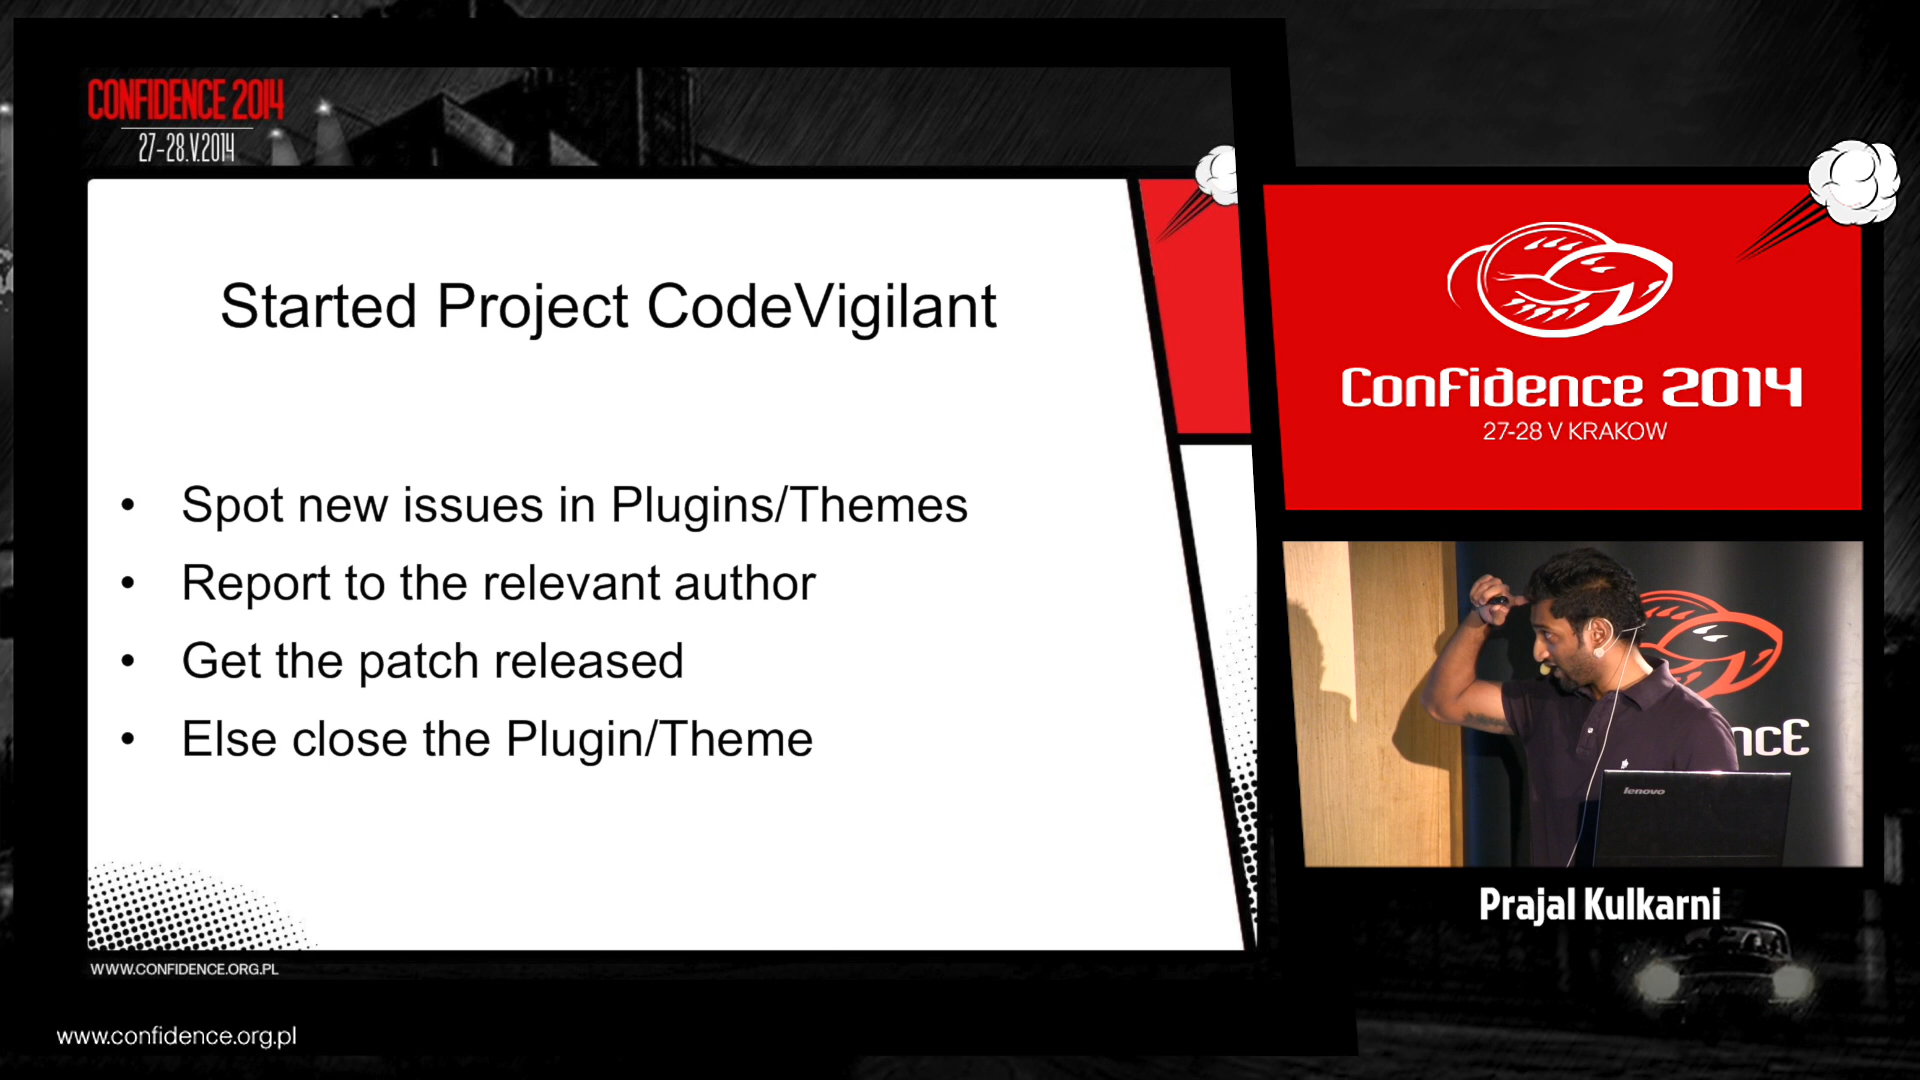 CONFIDENCE 2014
27-28.V.2014
Started Project CodeVigilant
• Spot new issues in Plugins/Themes
• Report to the relevant author
• Get the patch released
• Else close the Plugin/Theme
WWW.CONFIDENCE.ORG.PL
www.confidence.org.pl
Confidence 2014
27-28 V KRAKOW
ncE
lenovo
Prajal Kulkarni